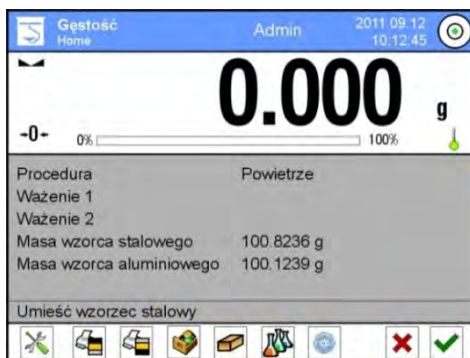 Gęstość Admin 2011.09.12
Home 10:12:45
0.000 g
-0- 0% 100%
Procedura Powietrze
Ważenie 1
Ważenie 2
Masa wzorca stalowego 100.8236 g
Masa wzorca aluminiowego 100.1239 g
Umieść wzorzec stalowy